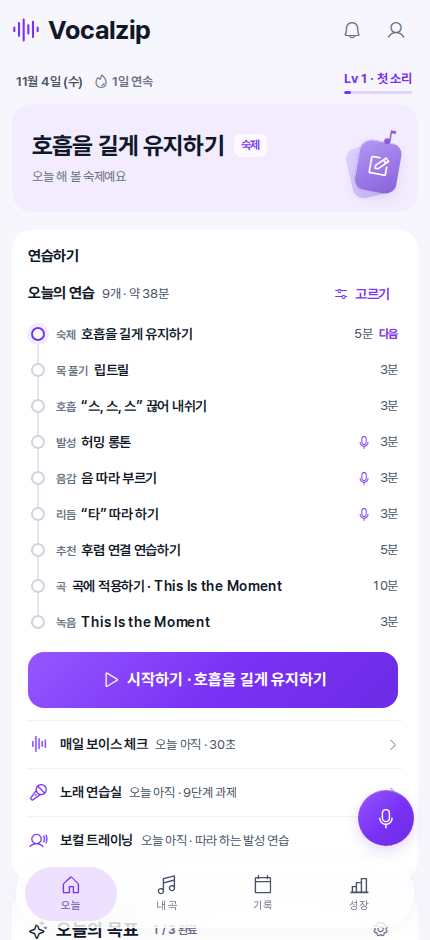 Vocalzip
11월 4일 (수) 1일 연속 Lv 1 · 첫 소리
호흡을 길게 유지하기 숙제
오늘 해 볼 숙제예요
연습하기
오늘의 연습 9개 · 약 38분 고르기
숙제 호흡을 길게 유지하기 5분 다음
목 풀기 립트릴 3분
호흡 “스, 스, 스” 끊어 내쉬기 3분
발성 허밍 롱톤 3분
음감 음 따라 부르기 3분
리듬 “타” 따라 하기 3분
추천 후렴 연결 연습하기 5분
곡 곡에 적용하기 · This Is the Moment 10분
녹음 This Is the Moment 3분
시작하기 · 호흡을 길게 유지하기
매일 보이스 체크 오늘 아직 · 30초
노래 연습실 오늘 아직 · 9단계 과제
보컬 트레이닝 오늘 아직 · 따라 하는 발성 연습
오늘 내 곡 기록 성장
오늘의 목표 1 / 3 완료